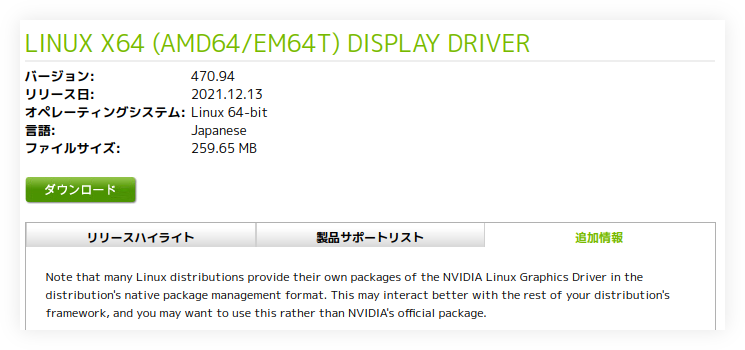 LINUX X64 (AMD64/EM64T) DISPLAY DRIVER
バージョン: 470.94
リリース日: 2021.12.13
オペレーティングシステム: Linux 64-bit
言語: Japanese
ファイルサイズ: 259.65 MB
ダウンロード
リリースハイライト 製品サポートリスト 追加情報
Note that many Linux distributions provide their own packages of the NVIDIA Linux Graphics Driver in the
distribution's native package management format. This may interact better with the rest of your distribution's
framework, and you may want to use this rather than NVIDIA's official package.